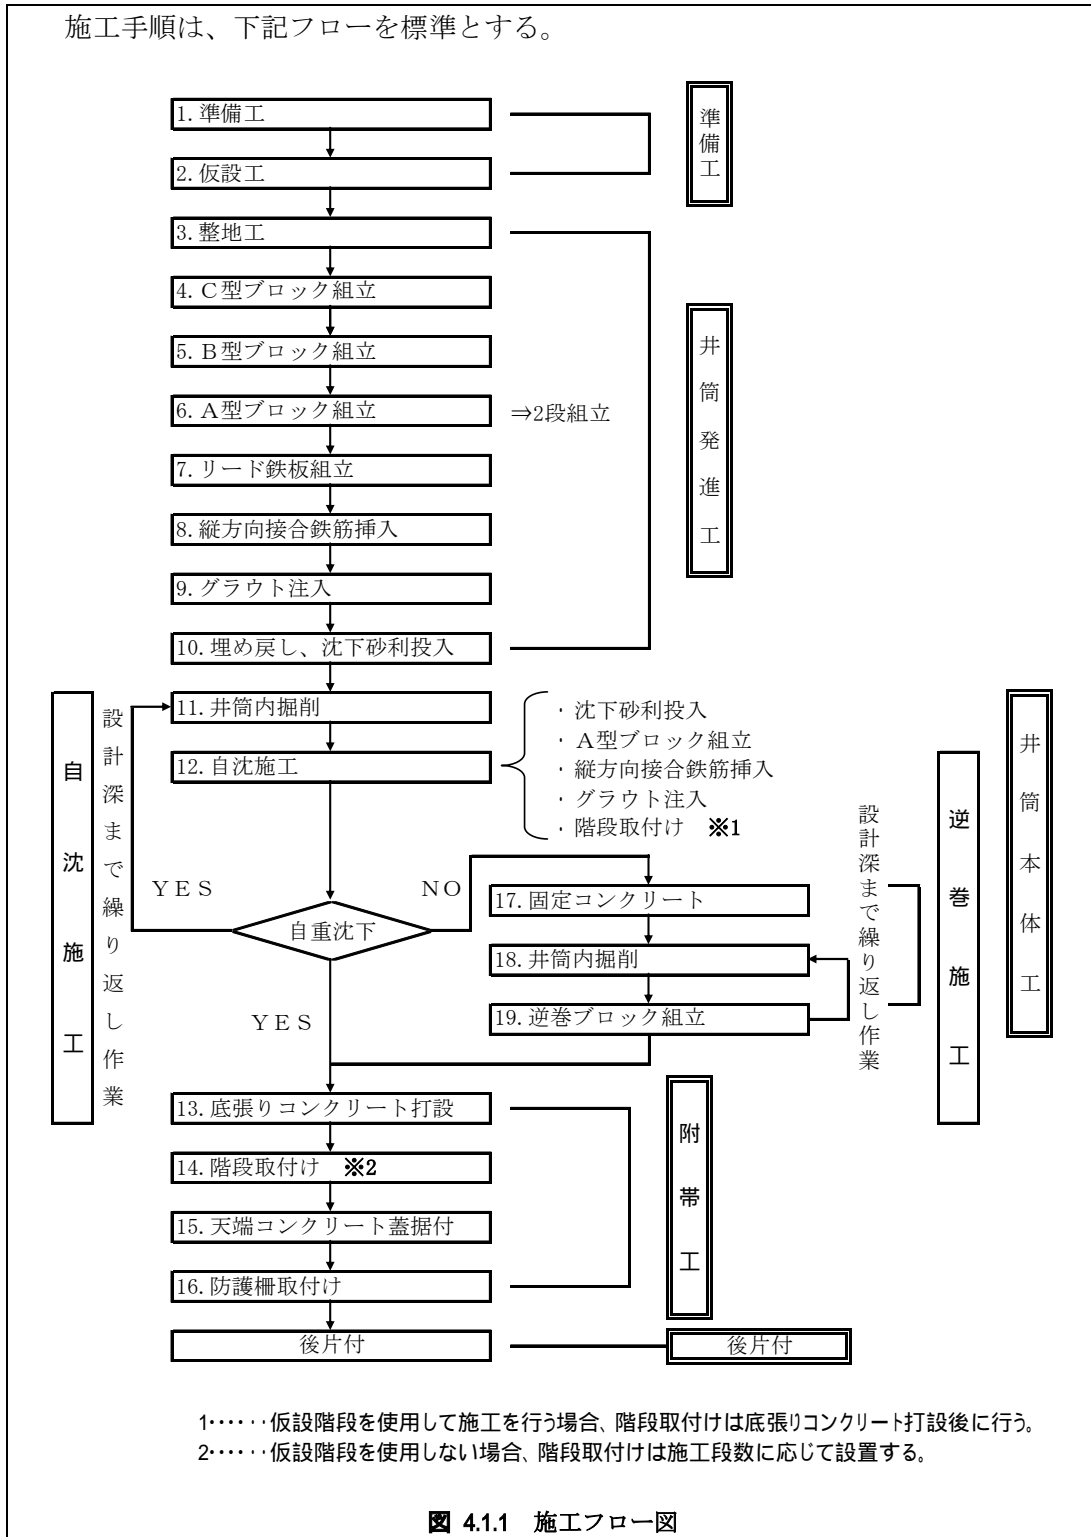 施工手順は、下記フローを標準とする。
1.準備工
2.仮設工
準備工
3.整地工
4.C型ブロック組立
5.B型ブロック組立
6.A型ブロック組立
⇒2段組立
7.リード鉄板組立
8.縦方向接合鉄筋挿入
9.グラウト注入
10.埋め戻し、沈下砂利投入
井筒発進工
11.井筒内掘削
12.自沈施工
・沈下砂利投入
・A型ブロック組立
・縦方向接合鉄筋挿入
・グラウト注入
・階段取付け ※1
自沈施工
設計深まで繰り返し作業
YES
NO
自重沈下
YES
17.固定コンクリート
18.井筒内掘削
19.逆巻ブロック組立
設計深まで繰り返し作業
逆巻施工
井筒本体工
13.底張りコンクリート打設
14.階段取付け ※2
15.天端コンクリート蓋据付
16.防護柵取付け
附帯工
後片付
後片付
1・・・・・・仮設階段を使用して施工を行う場合、階段取付けは底張りコンクリート打設後に行う。
2・・・・・・仮設階段を使用しない場合、階段取付けは施工段数に応じて設置する。
図 4.1.1 施工フロー図